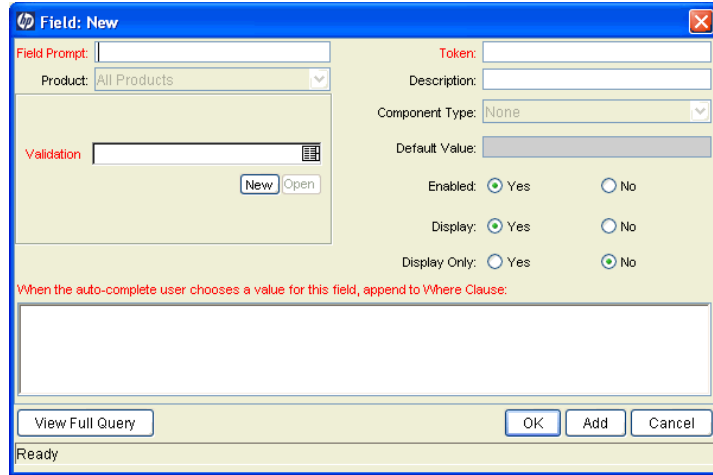 hp Field: New
Field Prompt: Token:
Product: All Products Description:
Component Type: None
Validation Default Value:
New Open Enabled: Yes No
Display: Yes No
Display Only: Yes No
When the auto-complete user chooses a value for this field, append to Where Clause:
View Full Query OK Add Cancel
Ready